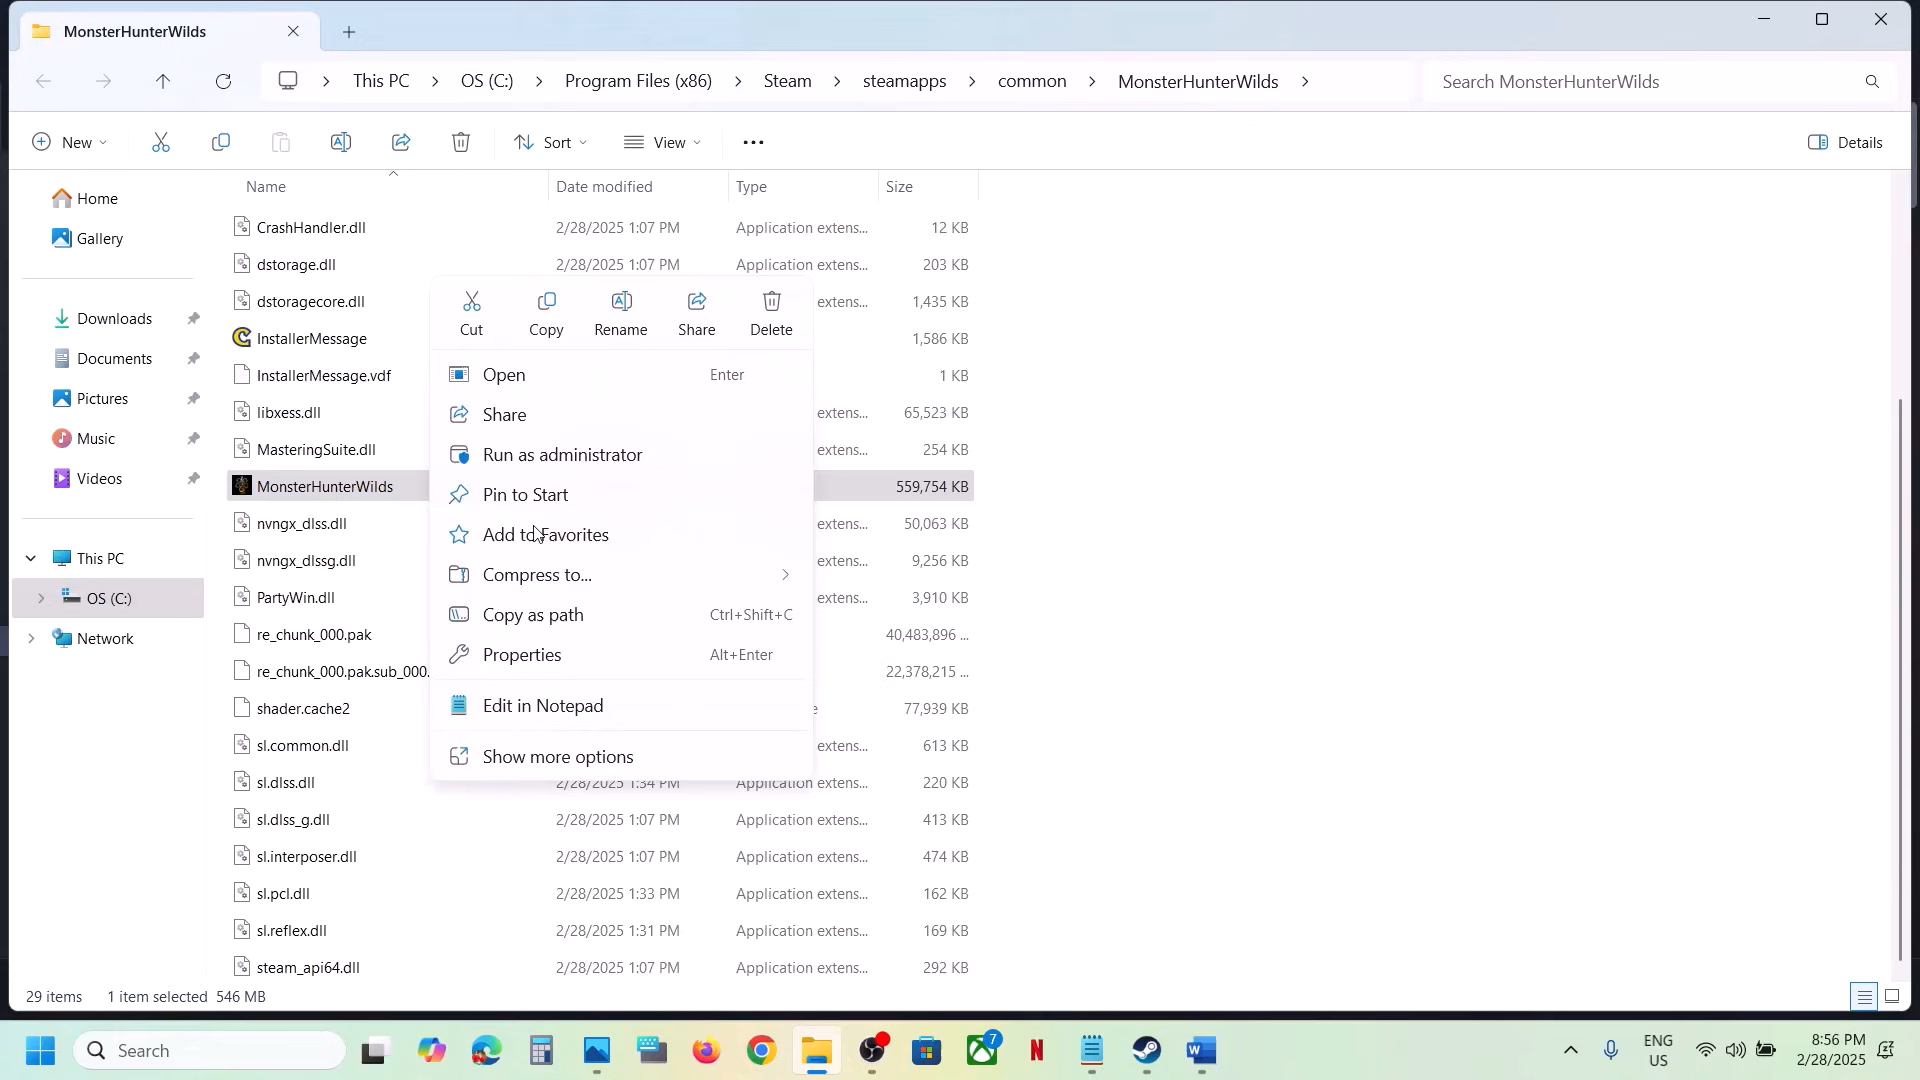 MonsterHunterWilds
This PC
OS (C:)
Program Files (x86)
Steam
steamapps
common
MonsterHunterWilds
Search MonsterHunterWilds
New
Sort
View
Details
Home
Gallery
Downloads
Documents
Pictures
Music
Videos
This PC
OS (C:)
Network
Name Date modified Type Size
CrashHandler.dll 2/28/2025 1:07 PM Application extens... 12 KB
dstorage.dll 2/28/2025 1:07 PM Application extens... 203 KB
dstoragecore.dll extens... 1,435 KB
InstallerMessage 1,586 KB
InstallerMessage.vdf 1 KB
libxess.dll extens... 65,523 KB
MasteringSuite.dll extens... 254 KB
MonsterHunterWilds 559,754 KB
nvngx_dlss.dll extens... 50,063 KB
nvngx_dlssg.dll extens... 9,256 KB
PartyWin.dll extens... 3,910 KB
re_chunk_000.pak 40,483,896 ...
re_chunk_000.pak.sub_000. 22,378,215 ...
shader.cache2 e 77,939 KB
sl.common.dll extens... 613 KB
sl.dlss.dll 2/28/2025 1:34 PM Application extens... 220 KB
sl.dlss_g.dll 2/28/2025 1:07 PM Application extens... 413 KB
sl.interposer.dll 2/28/2025 1:07 PM Application extens... 474 KB
sl.pcl.dll 2/28/2025 1:33 PM Application extens... 162 KB
sl.reflex.dll 2/28/2025 1:31 PM Application extens... 169 KB
steam_api64.dll 2/28/2025 1:07 PM Application extens... 292 KB
Cut Copy Rename Share Delete
Open Enter
Share
Run as administrator
Pin to Start
Add to Favorites
Compress to...
Copy as path Ctrl+Shift+C
Properties Alt+Enter
Edit in Notepad
Show more options
29 items 1 item selected 546 MB
Search
7
ENG
US
8:56 PM
2/28/2025